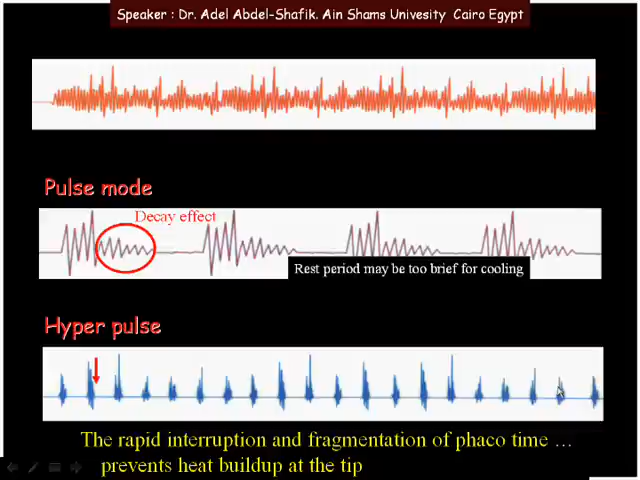 Speaker : Dr. Adel Abdel-Shafik. Ain Shams Univesity Cairo Egypt
Pulse mode
Decay effect
Rest period may be too brief for cooling
Hyper pulse
The rapid interruption and fragmentation of phaco time ...
prevents heat buildup at the tip